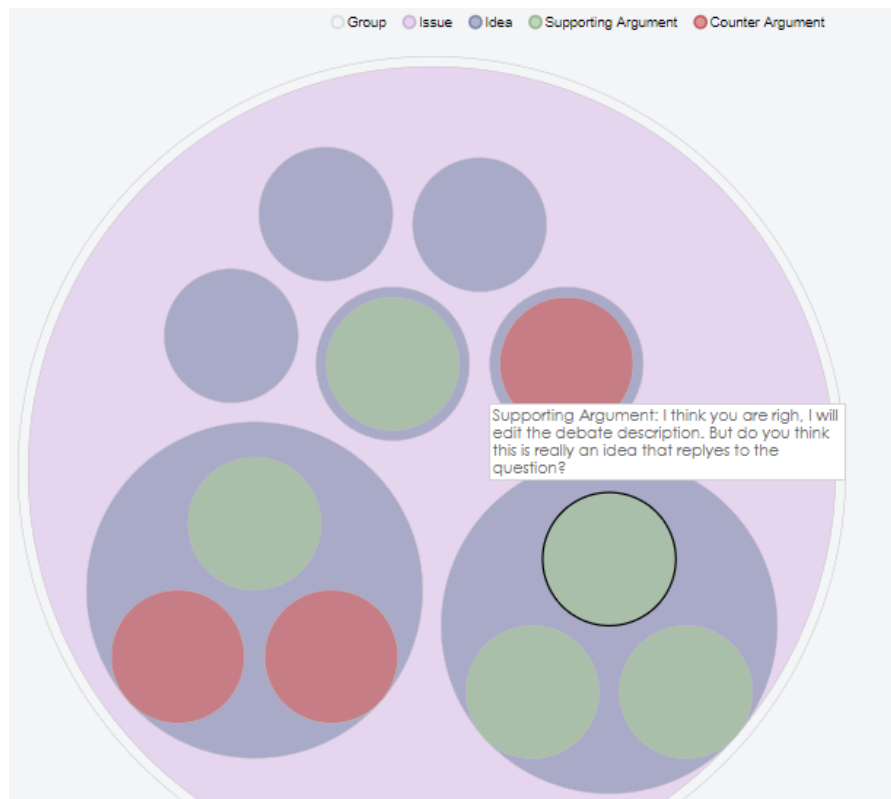 Group Issue Idea Supporting Argument Counter Argument
Supporting Argument: I think you are righ, I will
edit the debate description. But do you think
this is really an idea that replyes to the
question?